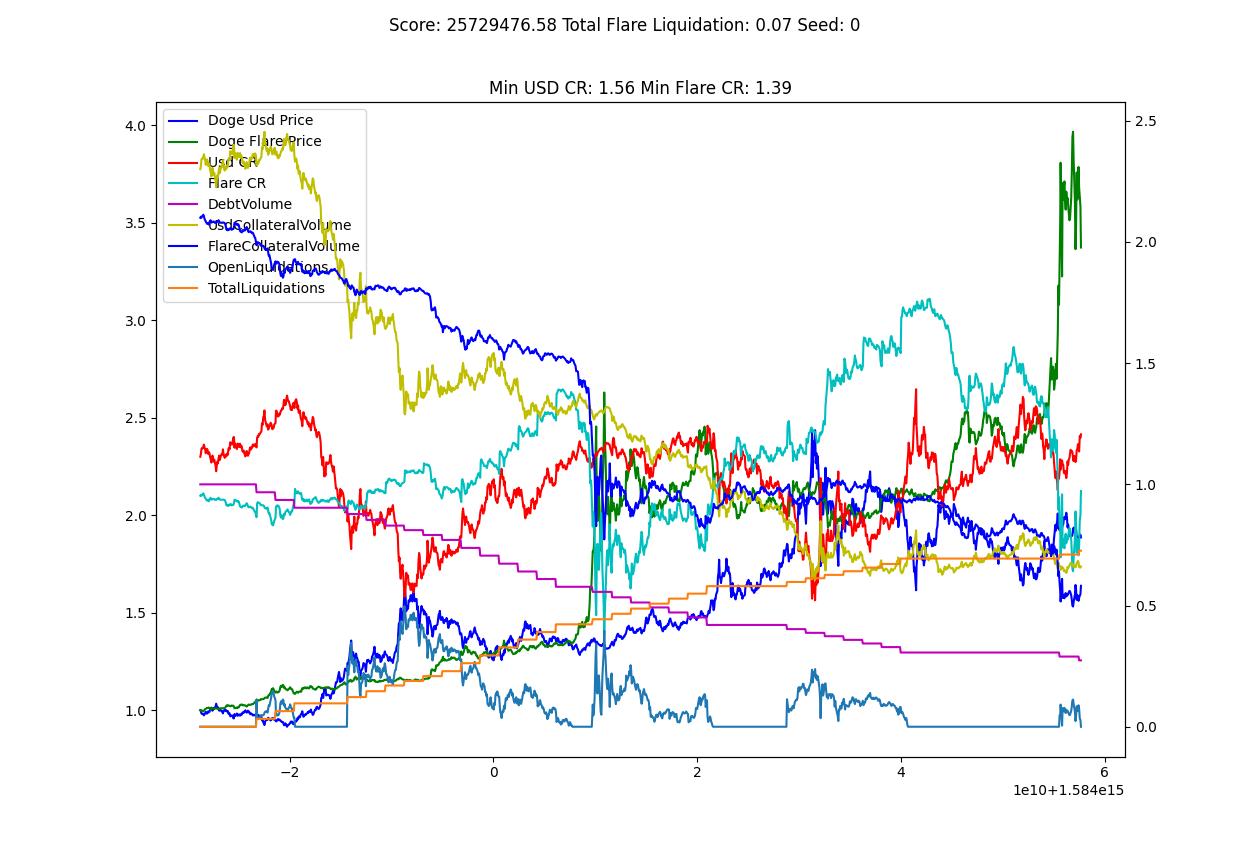 Score: 25729476.58 Total Flare Liquidation: 0.07 Seed: 0
Min USD CR: 1.56 Min Flare CR: 1.39
Doge Usd Price
Doge Flare Price
Usd CR
Flare CR
DebtVolume
UsdCollateralVolume
FlareCollateralVolume
OpenLiquidations
TotalLiquidations
4.0
3.5
3.0
2.5
2.0
1.5
1.0
2.5
2.0
1.5
1.0
0.5
0.0
−2
0
2
4
6
1e10+1.584e15